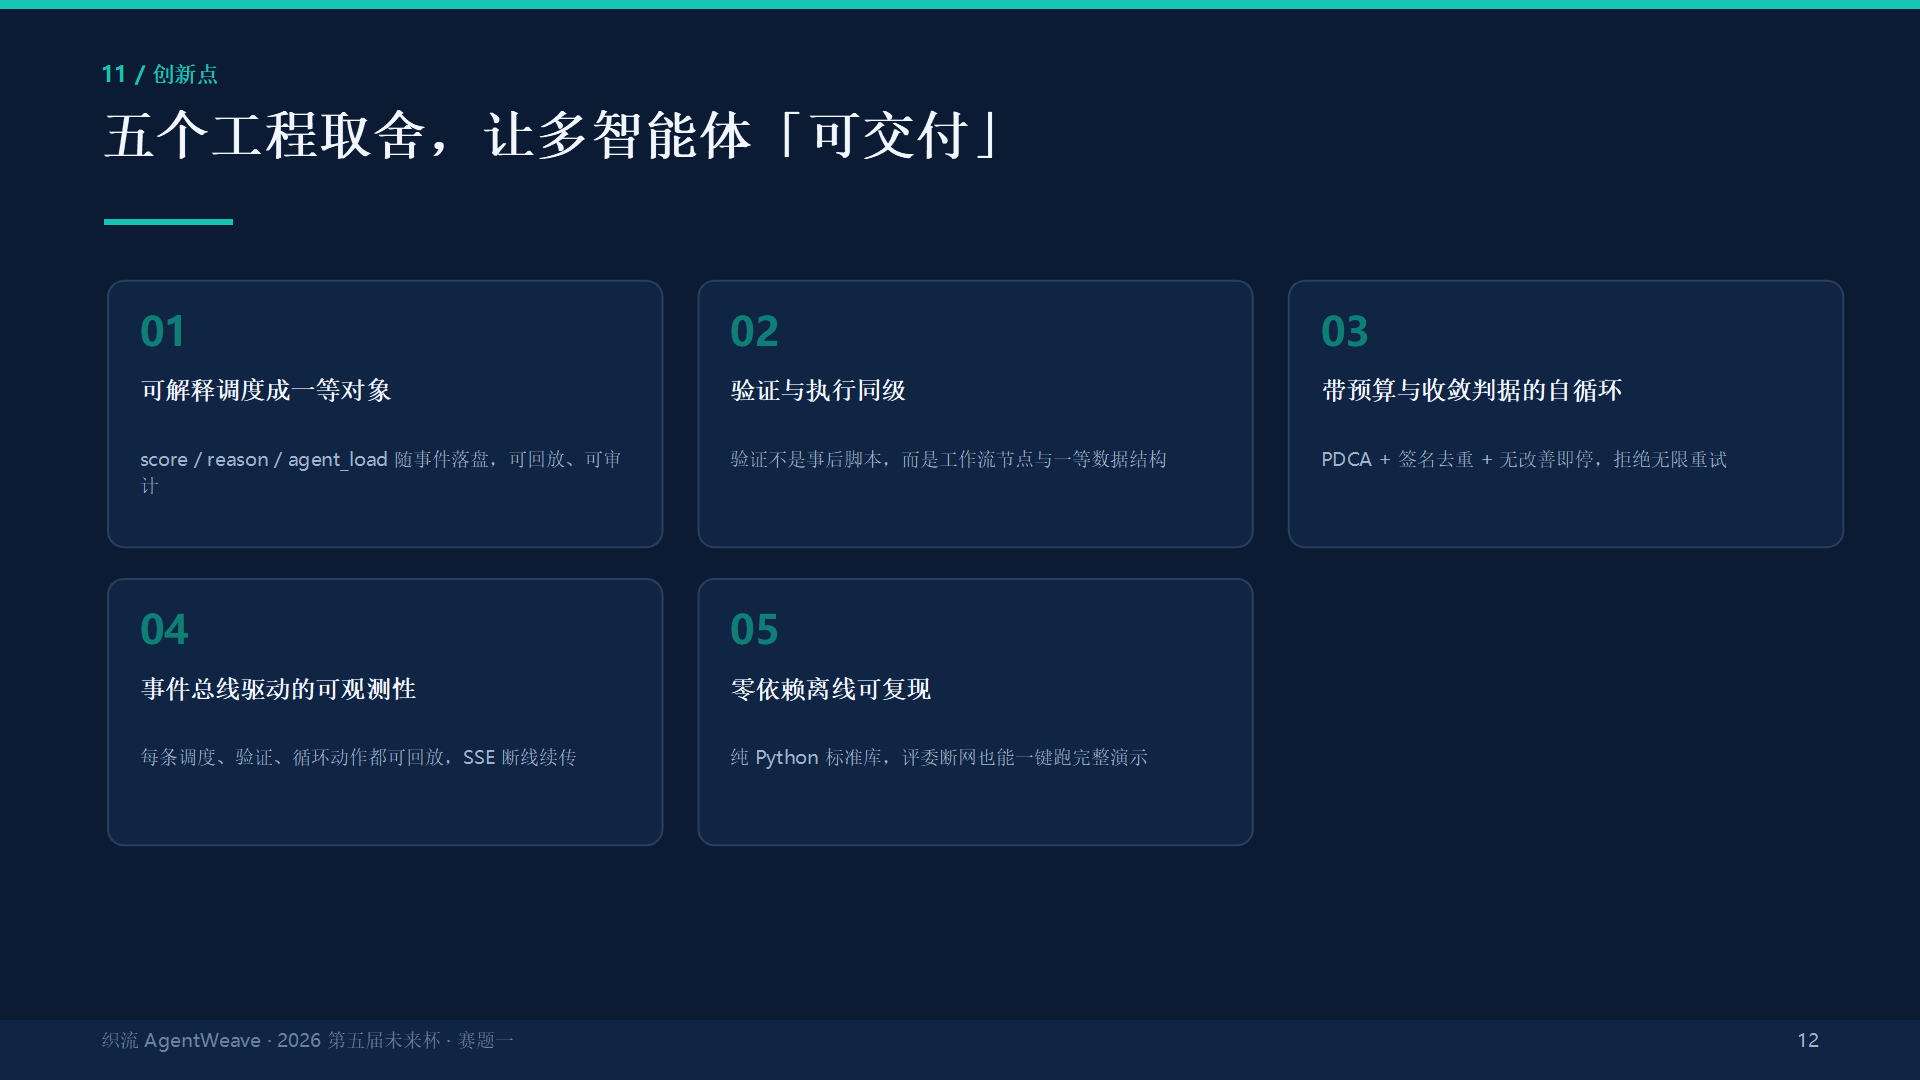 11 / 创新点
五个工程取舍，让多智能体「可交付」
01
可解释调度成一等对象
score / reason / agent_load 随事件落盘，可回放、可审
计
02
验证与执行同级
验证不是事后脚本，而是工作流节点与一等数据结构
03
带预算与收敛判据的自循环
PDCA + 签名去重 + 无改善即停，拒绝无限重试
04
事件总线驱动的可观测性
每条调度、验证、循环动作都可回放，SSE 断线续传
05
零依赖离线可复现
纯 Python 标准库，评委断网也能一键跑完整演示
织流 AgentWeave · 2026 第五届未来杯 · 赛题一
12